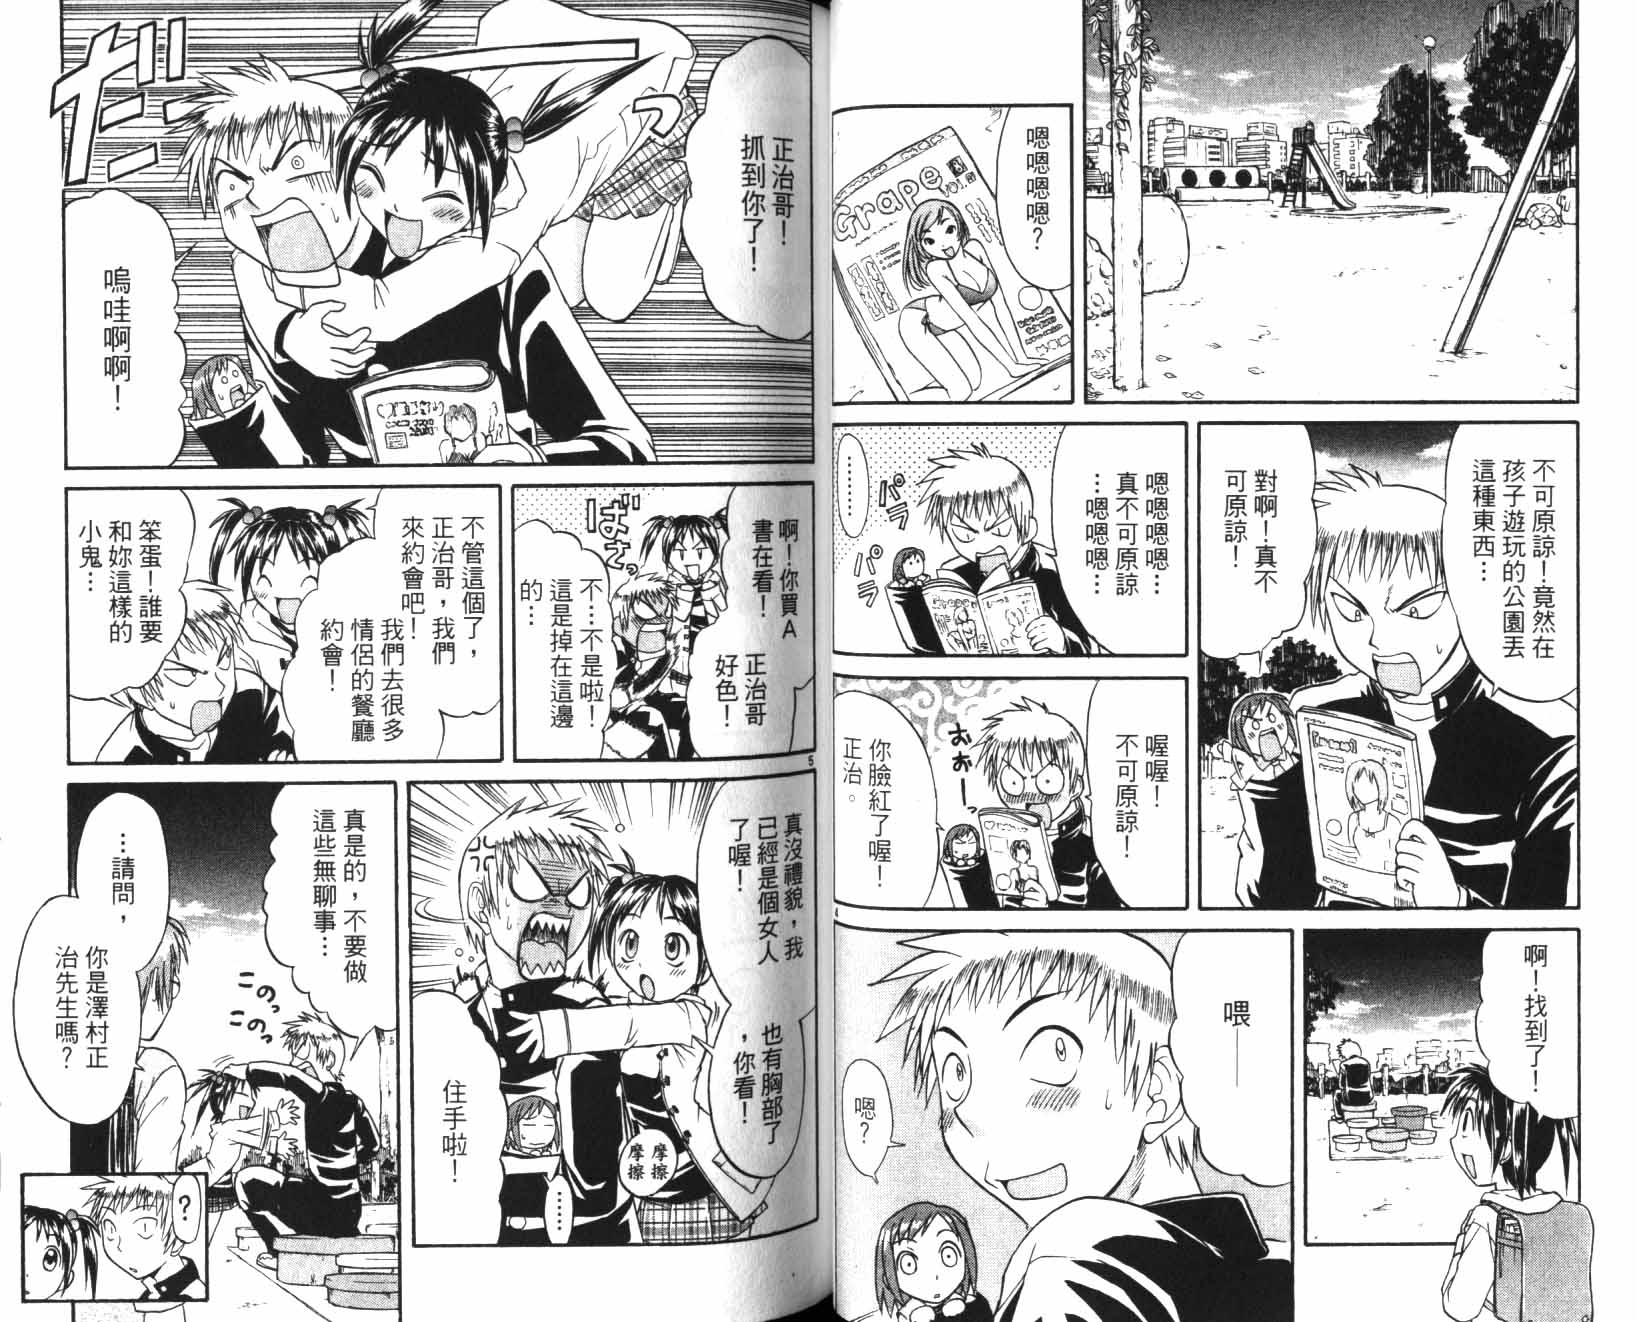 嗯嗯嗯嗯?
Grape
Vol.8
不可原諒!竟然在
孩子遊玩的公園丟
這種東西…
對啊!真不
可原諒!
嗯嗯嗯…
真不可原諒
…嗯嗯嗯…
………
パラ
パラ
喔喔!
不可原諒!
おおーっ
你臉紅了喔!
正治。
4
啊!找到了!
喂
──
嗯?
正治哥!
抓到你了!
ダーっ
嗚哇啊啊!
啊!你買A
書在看!
正治哥
好色!
ばさっ
不…不是啦!
這是掉在這邊
的…
不管這個了,
正治哥,我們
來約會吧!
我們去很多
情侶的餐廳
約會!
笨蛋!誰要
和妳這樣的
小鬼…
5
真沒禮貌,我
已經是個女人
了喔!
也有胸部了
,你看!
摩擦
摩擦
住手啦!
……
真是的,不要做
這些無聊事…
このっ
このっ
…請問,
你是澤村正
治先生嗎?
?